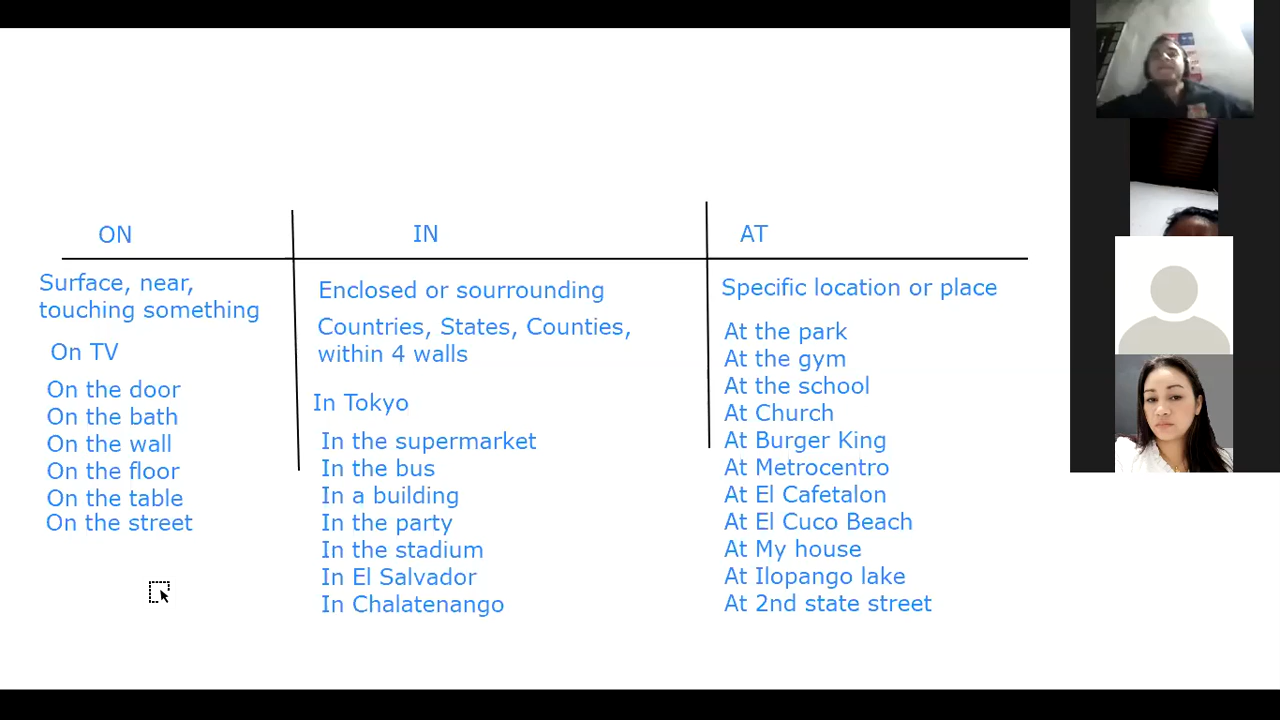 ON
IN
AT
Surface, near,
touching something
On TV
On the door
On the bath
On the wall
On the floor
On the table
On the street
Enclosed or sourrounding
Countries, States, Counties,
within 4 walls
In Tokyo
In the supermarket
In the bus
In a building
In the party
In the stadium
In El Salvador
In Chalatenango
Specific location or place
At the park
At the gym
At the school
At Church
At Burger King
At Metrocentro
At El Cafetalon
At El Cuco Beach
At My house
At Ilopango lake
At 2nd state street